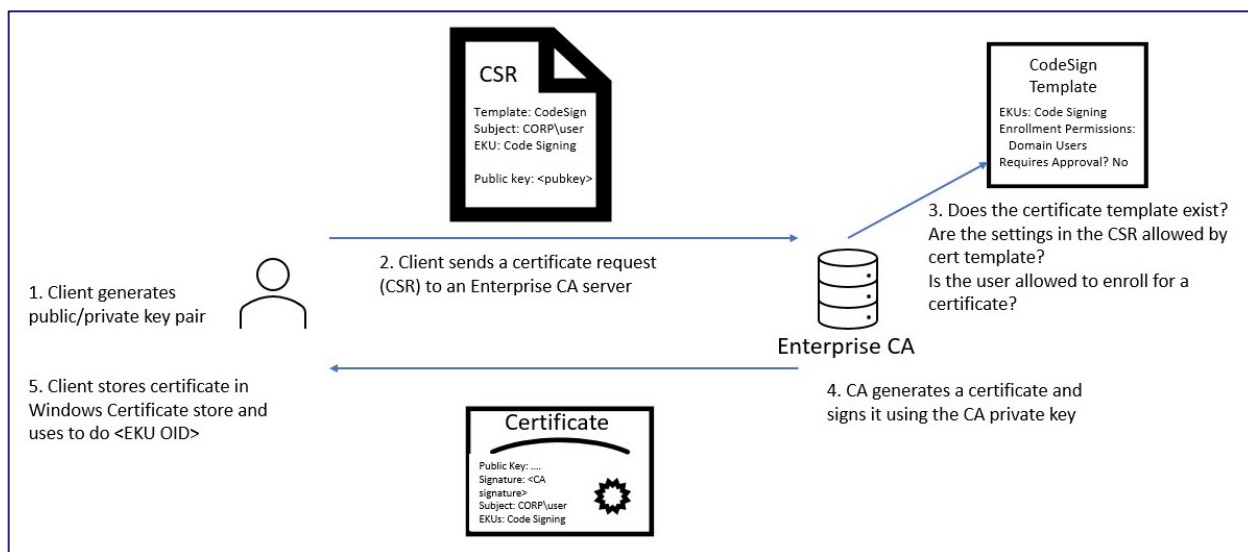 CSR
Template: CodeSign
Subject: CORP\user
EKU: Code Signing
Public key: <pubkey>
CodeSign
Template
EKUs: Code Signing
Enrollment Permissions:
Domain Users
Requires Approval? No
1. Client generates
public/private key pair
2. Client sends a certificate request
(CSR) to an Enterprise CA server
3. Does the certificate template exist?
Are the settings in the CSR allowed by
cert template?
Is the user allowed to enroll for a
certificate?
Enterprise CA
4. CA generates a certificate and
signs it using the CA private key
5. Client stores certificate in
Windows Certificate store and
uses to do <EKU OID>
Certificate
Public Key: ....
Signature: <CA
signature>
Subject: CORP\user
EKUs: Code Signing